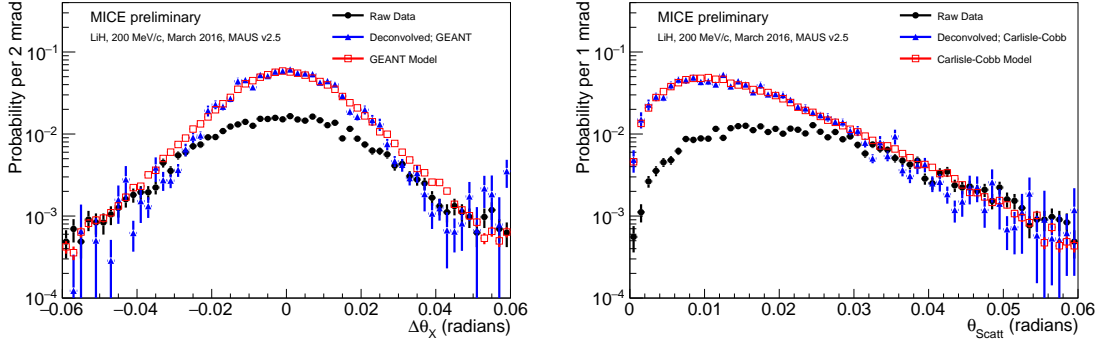 MICE preliminary
LiH, 200 MeV/c, March 2016, MAUS v2.5
Raw Data
Deconvolved; GEANT
GEANT Model
Probability per 2 mrad
10⁻¹
10⁻²
10⁻³
10⁻⁴
−0.06 −0.04 −0.02 0 0.02 0.04 0.06
Δθ_X (radians)
MICE preliminary
LiH, 200 MeV/c, March 2016, MAUS v2.5
Raw Data
Deconvolved; Carlisle-Cobb
Carlisle-Cobb Model
Probability per 1 mrad
10⁻¹
10⁻²
10⁻³
10⁻⁴
0 0.01 0.02 0.03 0.04 0.05 0.06
θ_Scatt (radians)